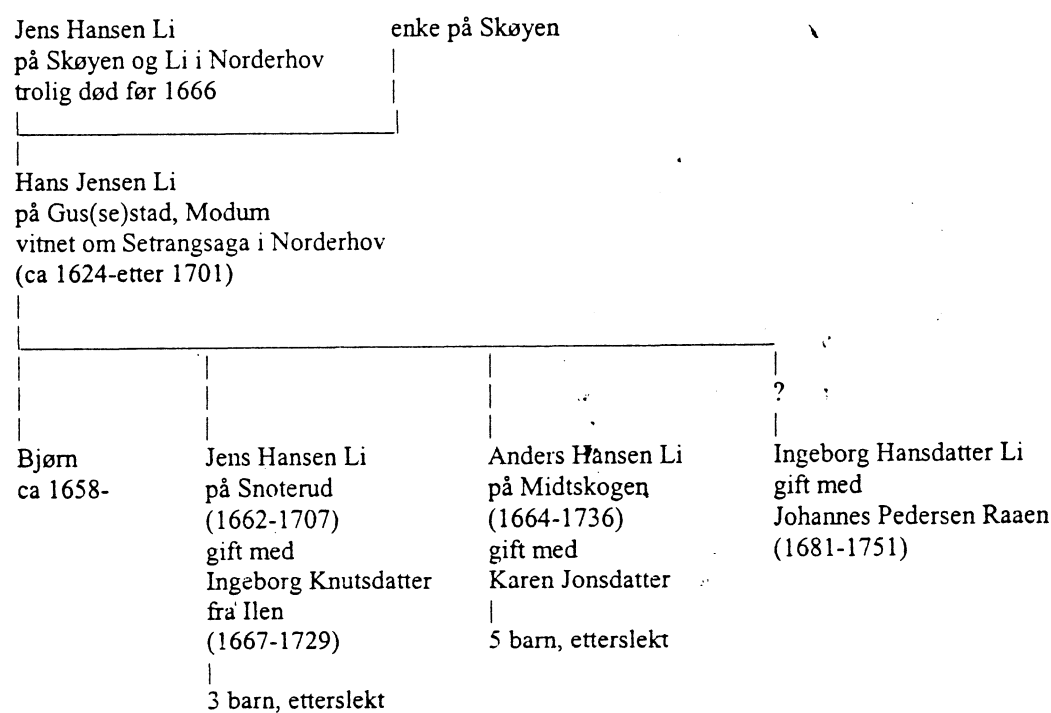 Jens Hansen Li
på Skøyen og Li i Norderhov
trolig død før 1666
enke på Skøyen
Hans Jensen Li
på Gus(se)stad, Modum
vitnet om Setrangsaga i Norderhov
(ca 1624-etter 1701)
?
Bjørn
ca 1658-
Jens Hansen Li
på Snoterud
(1662-1707)
gift med
Ingeborg Knutsdatter
fra Ilen
(1667-1729)
3 barn, etterslekt
Anders Hansen Li
på Midtskogen
(1664-1736)
gift med
Karen Jonsdatter
5 barn, etterslekt
Ingeborg Hansdatter Li
gift med
Johannes Pedersen Raaen
(1681-1751)